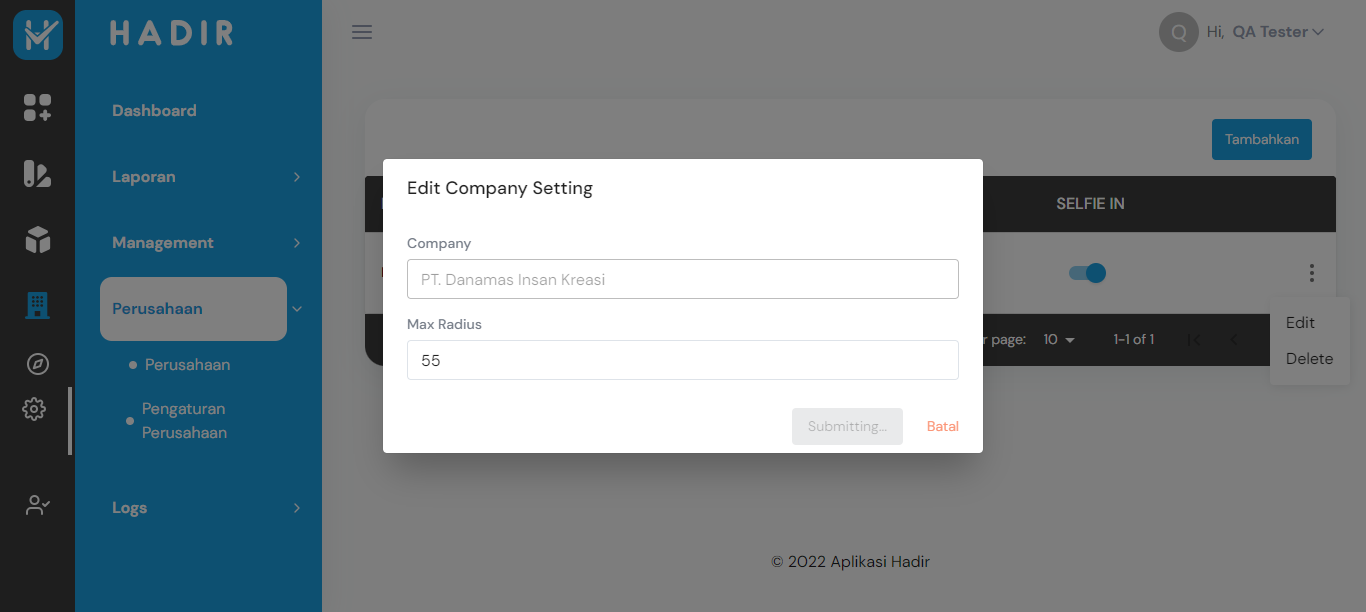 HADIR
Q
Hi, QA Tester
Dashboard
Laporan
Management
Perusahaan
Perusahaan
Pengaturan
Perusahaan
Logs
Tambahkan
SELFIE IN
Edit Company Setting
Company
PT. Danamas Insan Kreasi
Max Radius
55
Submitting...
Batal
page:
10
1-1 of 1
Edit
Delete
© 2022 Aplikasi Hadir